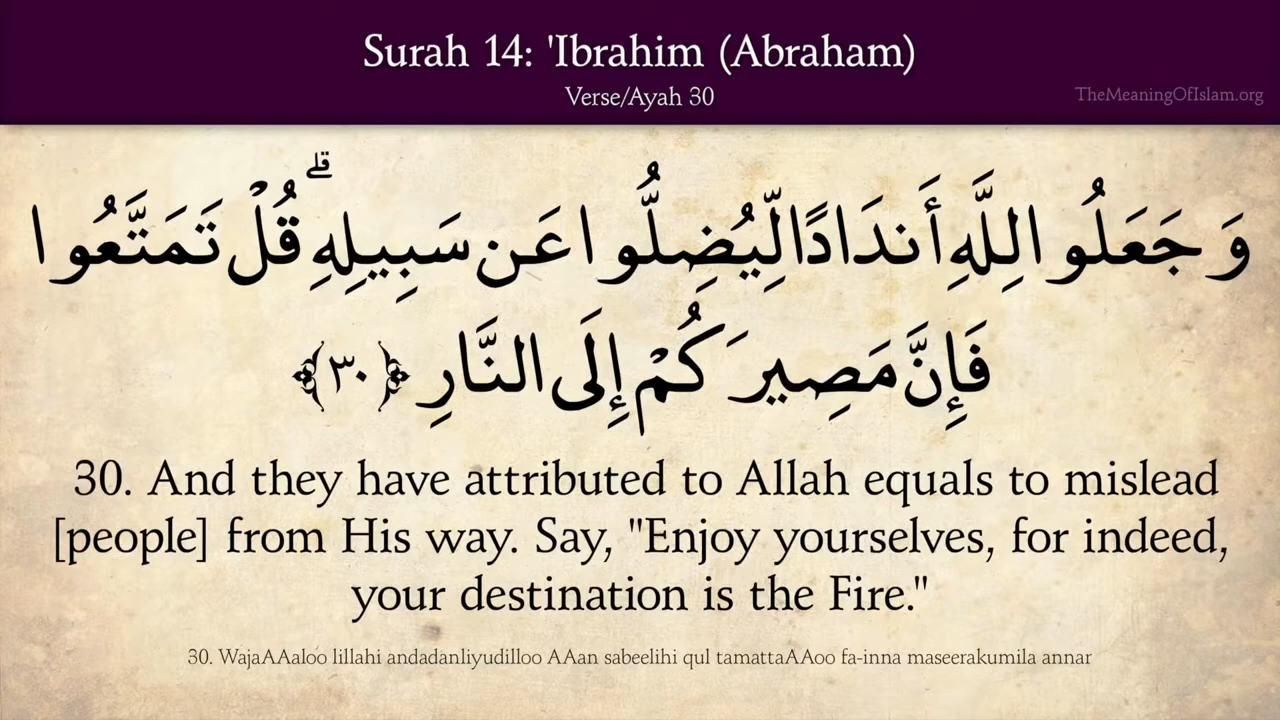 Surah 14: 'Ibrahim (Abraham)
Verse/Ayah 30
TheMeaningOfIslam.org
وَجَعَلُوا لِلَّهِ أَندَادًا لِّيُضِلُّوا عَن سَبِيلِهِ ۗ قُلْ تَمَتَّعُوا
فَإِنَّ مَصِيرَكُمْ إِلَى النَّارِ ﴿٣٠﴾
30. And they have attributed to Allah equals to mislead
[people] from His way. Say, "Enjoy yourselves, for indeed,
your destination is the Fire."
30. WajaAAaloo lillahi andadanliyudilloo AAan sabeelihi qul tamattaAAoo fa-inna maseerakumila annar